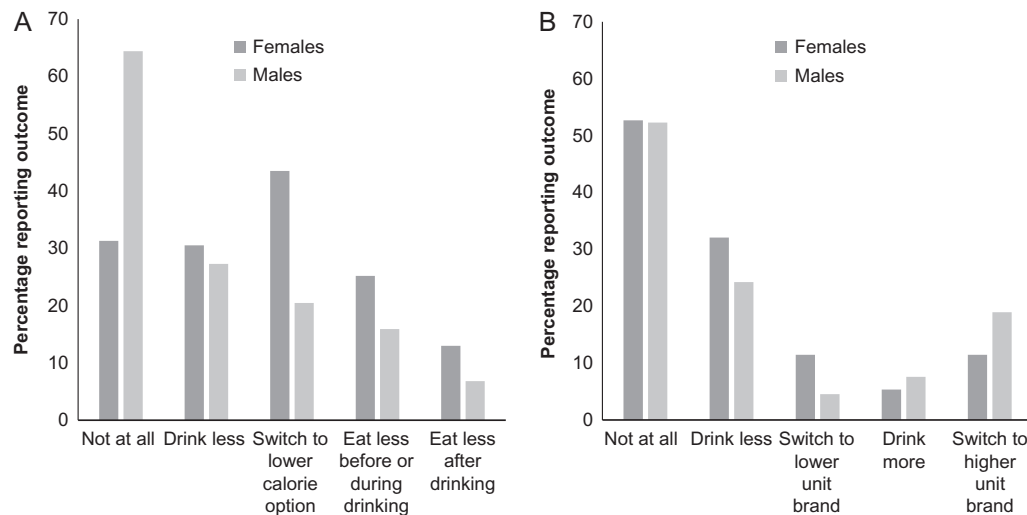 A
Percentage reporting outcome
70
60
50
40
30
20
10
0
Females
Males
Not at all
Drink less
Switch to
lower
calorie
option
Eat less
before or
during
drinking
Eat less
after
drinking
B
Percentage reporting outcome
70
60
50
40
30
20
10
0
Females
Males
Not at all
Drink less
Switch to
lower
unit
brand
Drink
more
Switch to
higher
unit
brand